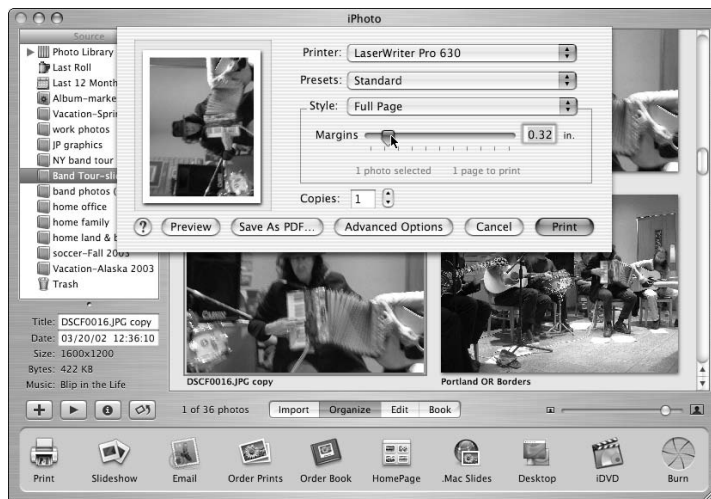 iPhoto
Source
Photo Library
Last Roll
Last 12 Month
Album-marke
Vacation-Sprin
work photos
JP graphics
NY band tour
Band Tour-sli
band photos (
home office
home family
home land & b
soccer-Fall 2003
Vacation-Alaska 2003
Trash
Printer: LaserWriter Pro 630
Presets: Standard
Style: Full Page
Margins 0.32 in.
1 photo selected 1 page to print
Copies: 1
? Preview Save As PDF... Advanced Options Cancel Print
Title: DSCF0016.JPG copy
Date: 03/20/02 12:36:10
Size: 1600x1200
Bytes: 422 KB
Music: Blip in the Life
DSCF0016.JPG copy
Portland OR Borders
1 of 36 photos Import Organize Edit Book
Print Slideshow Email Order Prints Order Book HomePage .Mac Slides Desktop iDVD Burn